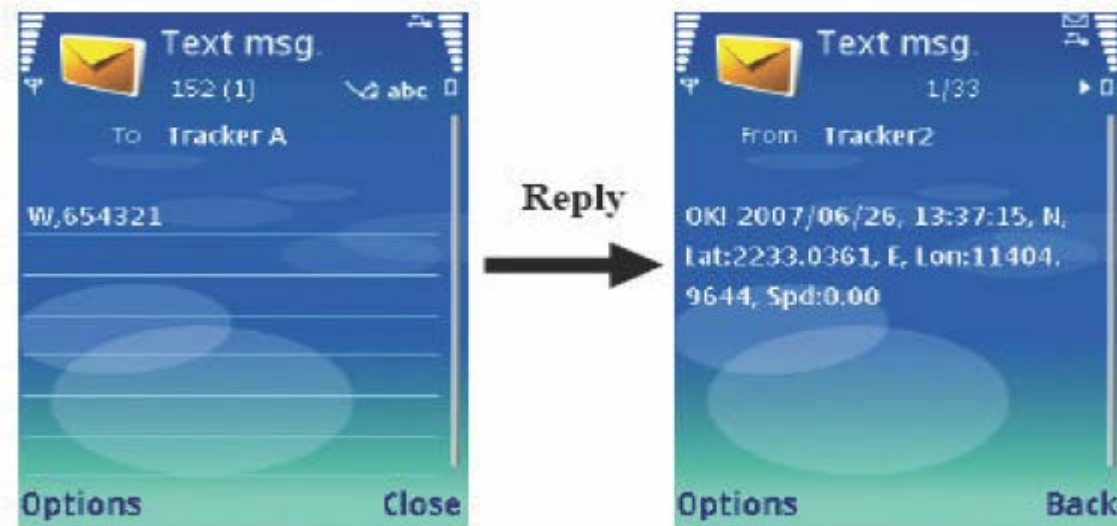 Text msg.
152 (1)
abc
To Tracker A
W,654321
Options Close
Reply
Text msg.
1/33
From Tracker2
OK! 2007/06/26, 13:37:15, N,
Lat:2233.0361, E, Lon:11404.
9644, Spd:0.00
Options Back